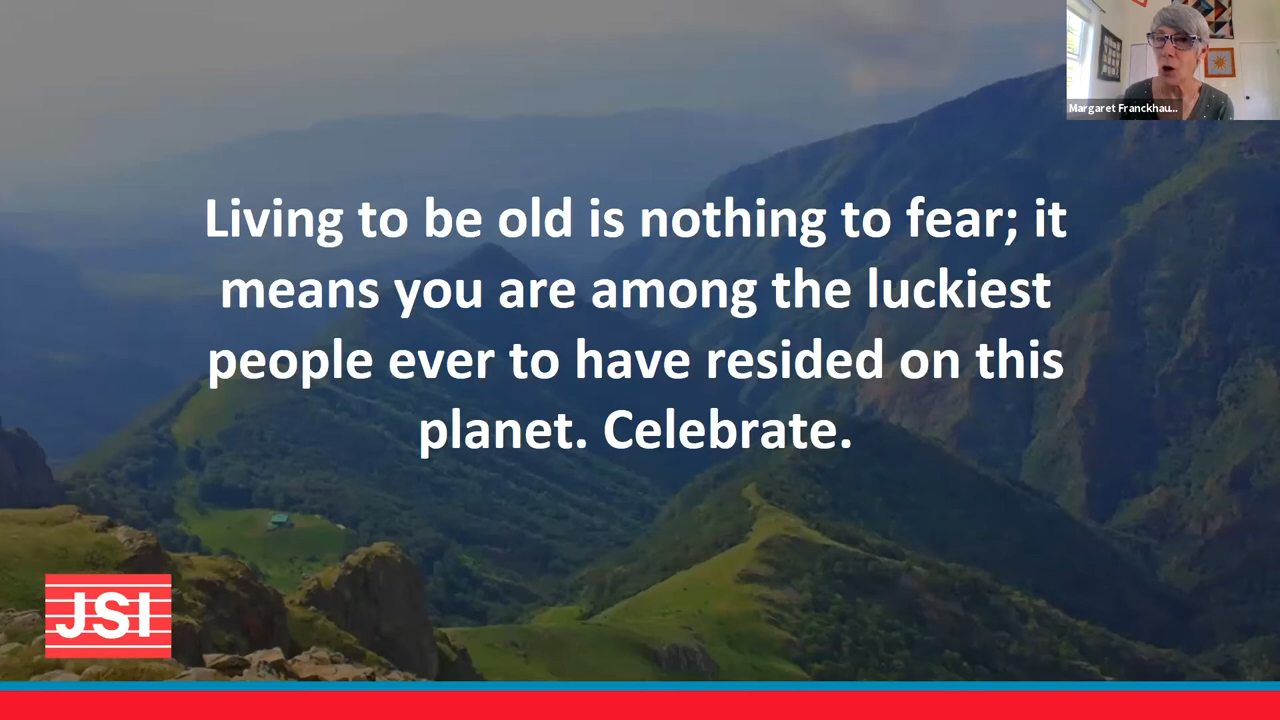 Margaret Franckhau...
Living to be old is nothing to fear; it
means you are among the luckiest
people ever to have resided on this
planet. Celebrate.
JSI